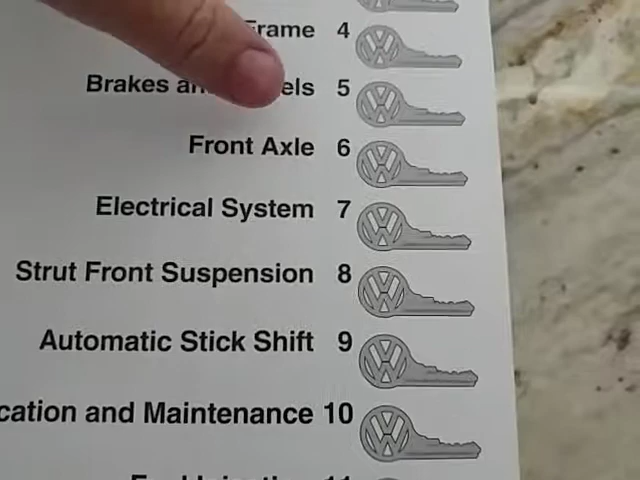 Frame 4
Brakes an els 5
Front Axle 6
Electrical System 7
Strut Front Suspension 8
Automatic Stick Shift 9
cation and Maintenance 10